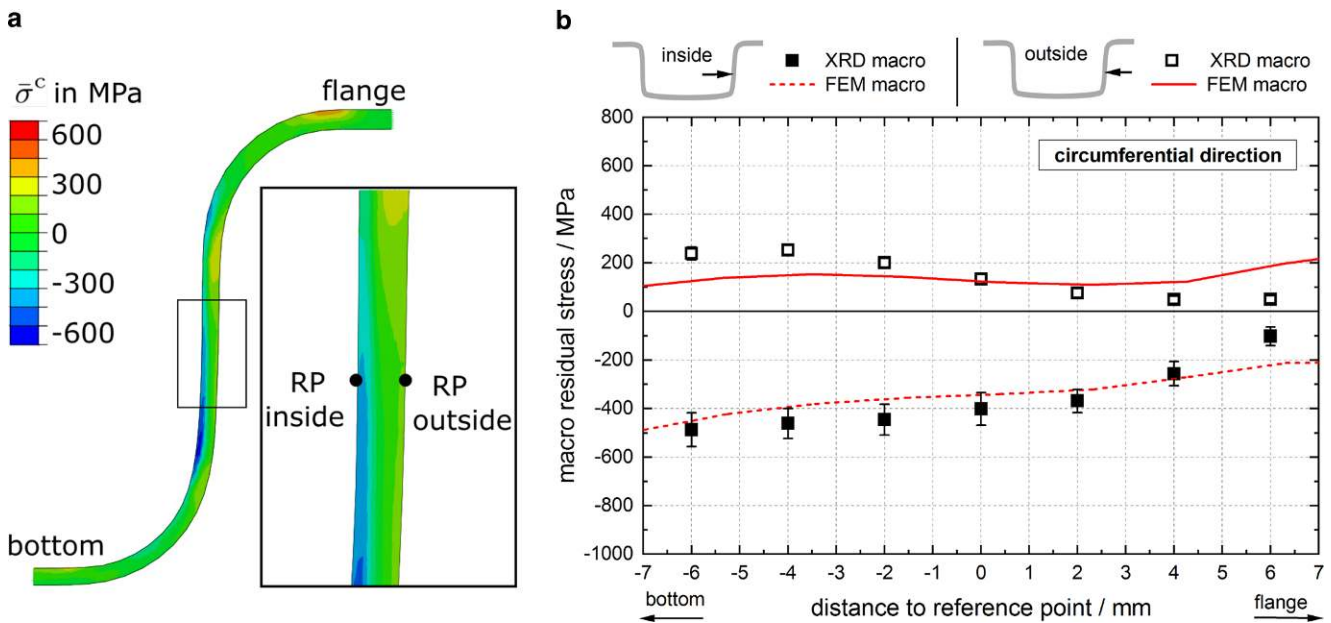 a
σ̄ᶜ in MPa
600
300
0
-300
-600
flange
bottom
RP
inside
RP
outside
b
inside
XRD macro
FEM macro
outside
XRD macro
FEM macro
circumferential direction
macro residual stress / MPa
800
600
400
200
0
-200
-400
-600
-800
-1000
-7 -6 -5 -4 -3 -2 -1 0 1 2 3 4 5 6 7
bottom
distance to reference point / mm
flange